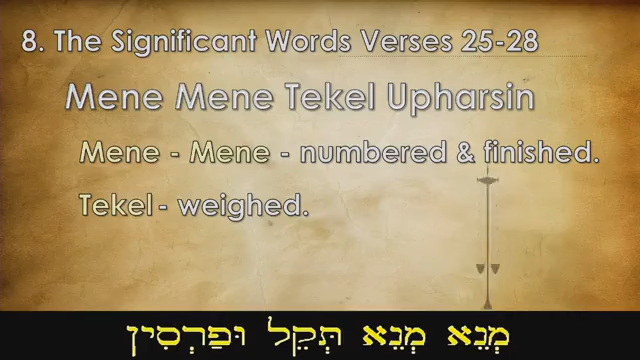 8. The Significant Words Verses 25-28
Mene Mene Tekel Upharsin
Mene - Mene - numbered & finished.
Tekel - weighed.
מְנֵא מְנֵא תְּקֵל וּפַרְסִין